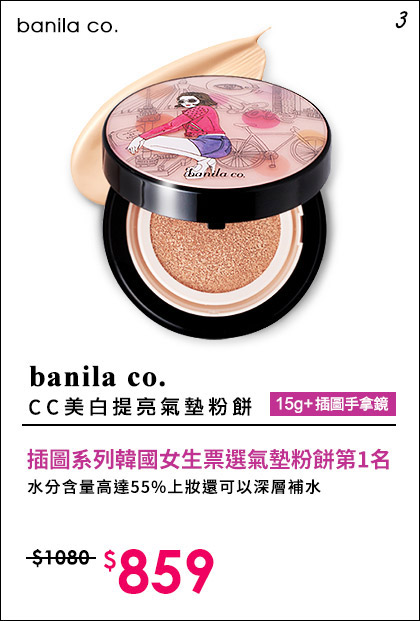 banila co.
3
banila co.
banila co.
CC美白提亮氣墊粉餅 15g+插圖手拿鏡
插圖系列韓國女生票選氣墊粉餅第1名
水分含量高達55%上妝還可以深層補水
$1080 $859